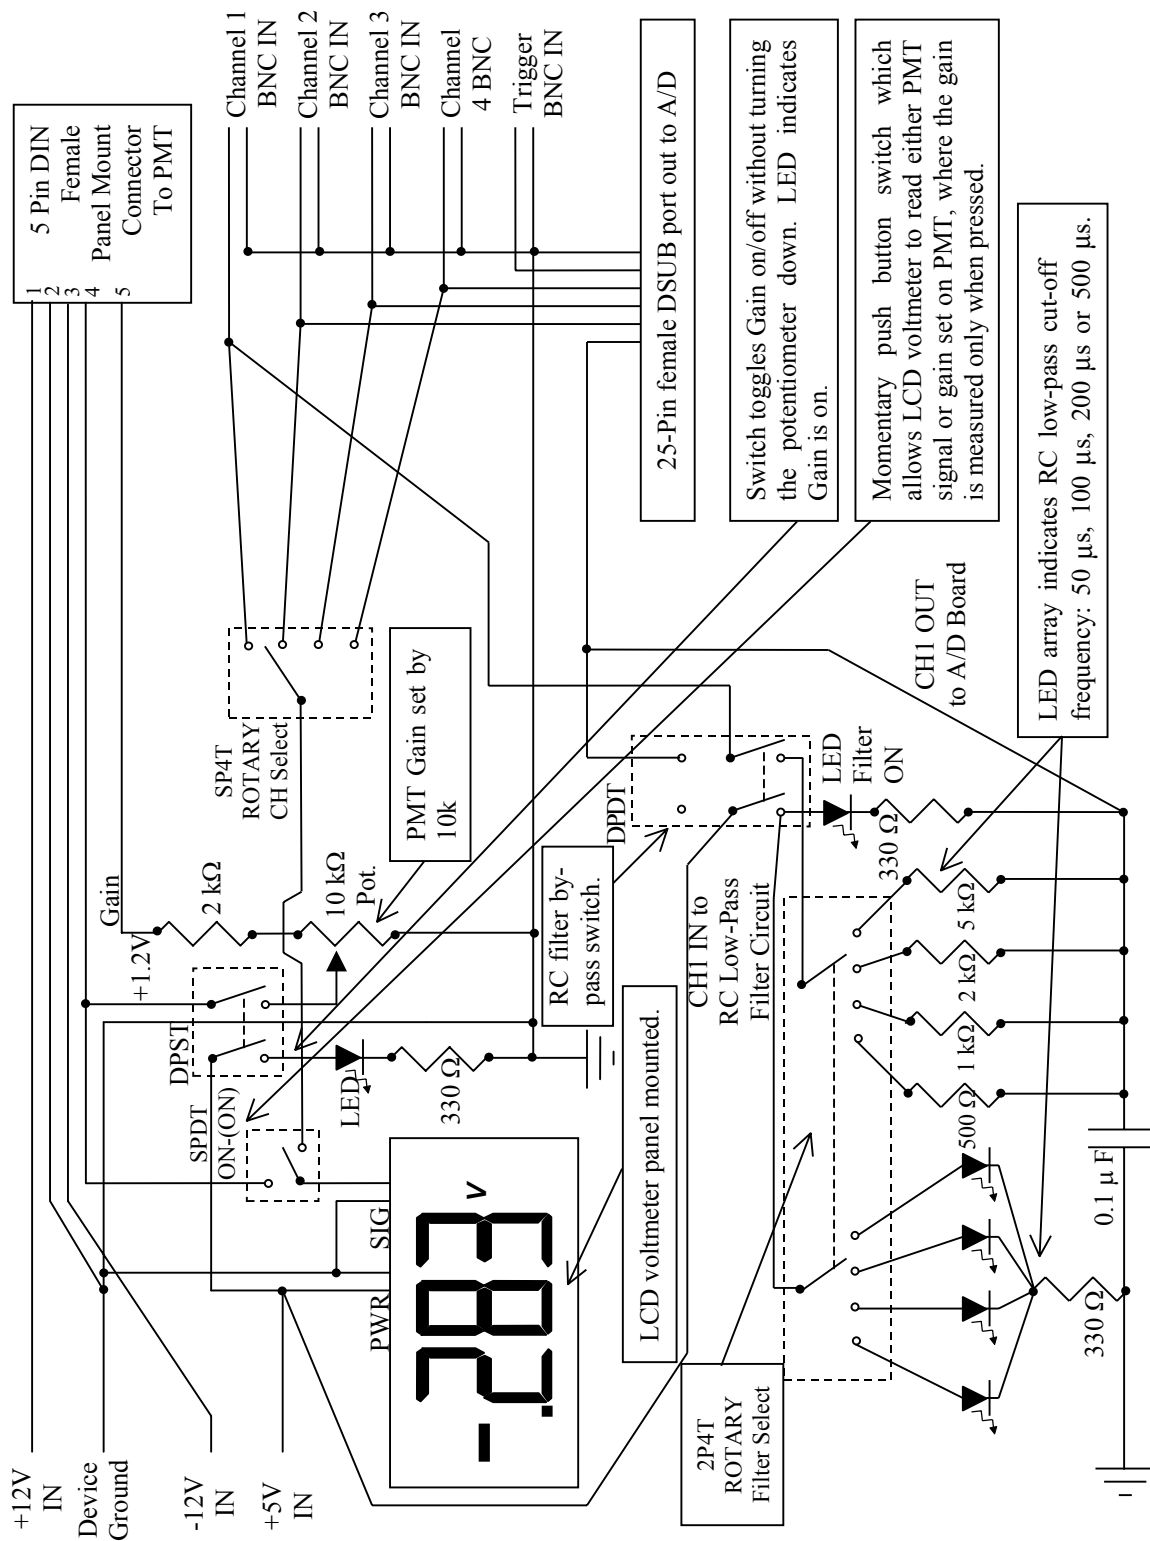 +12V
IN
Device
Ground
-12V
IN
+5V
IN
5 Pin DIN
Female
Panel Mount
Connector
To PMT
1
2
3
4
5
Channel 1
BNC IN
Channel 2
BNC IN
Channel 3
BNC IN
Channel
4 BNC
Trigger
BNC IN
Gain
+1.2V
2 kΩ
10 kΩ
Pot.
SP4T
ROTARY
CH Select
PMT Gain set by
10k
DPST
SPDT
ON-(ON)
LED
330 Ω
SIG
PWR
-2.83
v
LCD voltmeter panel mounted.
RC filter by-
pass switch.
DPDT
25-Pin female DSUB port out to A/D
Switch toggles Gain on/off without turning
the potentiometer down. LED indicates
Gain is on.
Momentary push button switch which
allows LCD voltmeter to read either PMT
signal or gain set on PMT, where the gain
is measured only when pressed.
LED array indicates RC low-pass cut-off
frequency: 50 μs, 100 μs, 200 μs or 500 μs.
CH1 OUT
to A/D Board
LED
Filter
ON
330 Ω
CH1 IN to
RC Low-Pass
Filter Circuit
5 kΩ
2 kΩ
1 kΩ
500 Ω
0.1 μ F
330 Ω
2P4T
ROTARY
Filter Select